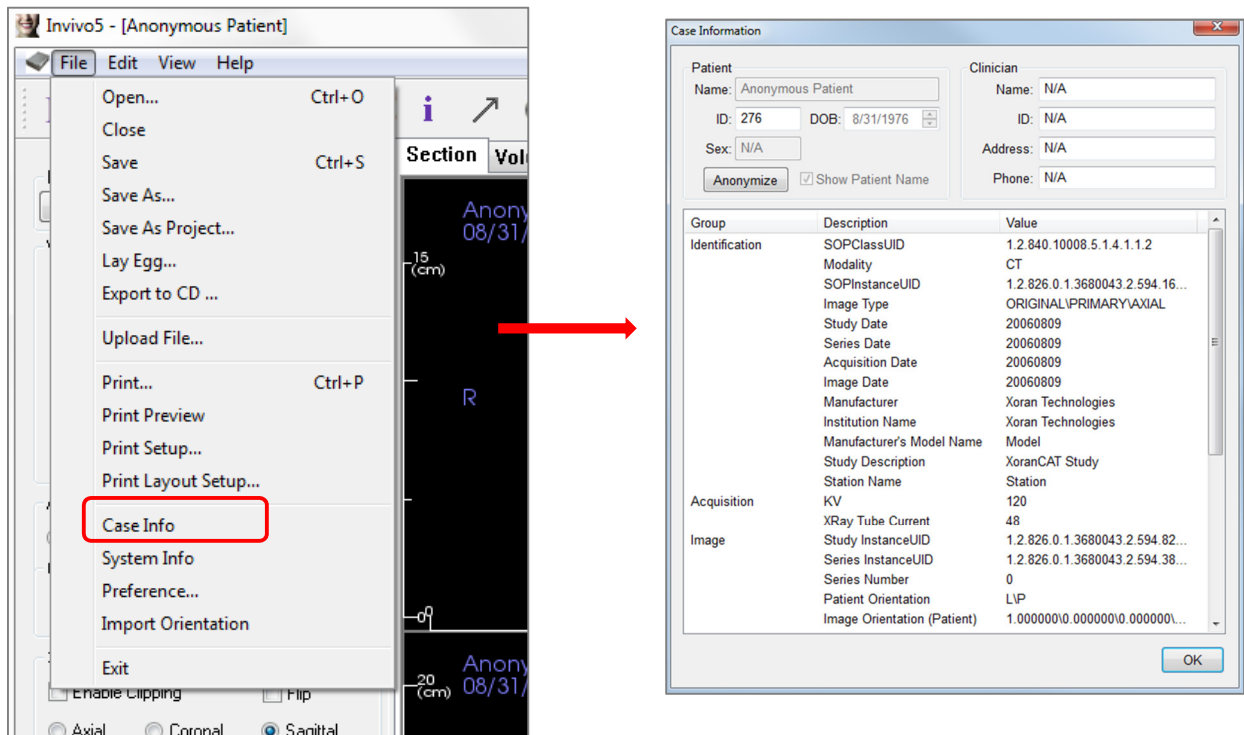 Invivo5 - [Anonymous Patient]
File Edit View Help
Open... Ctrl+O
Close
Save Ctrl+S
Save As...
Save As Project...
Lay Egg...
Export to CD ...
Upload File...
Print... Ctrl+P
Print Preview
Print Setup...
Print Layout Setup...
Case Info
System Info
Preference...
Import Orientation
Exit
Enable Clipping Flip
Axial Coronal Sagittal
i
Section
08/31/
15
(cm)
R
0
20
(cm) 08/31/
Case Information
Patient
Name: Anonymous Patient
ID: 276 DOB: 8/31/1976
Sex: N/A
Anonymize Show Patient Name
Clinician
Name: N/A
ID: N/A
Address: N/A
Phone: N/A
Group Description Value
Identification SOPClassUID 1.2.840.10008.5.1.4.1.1.2
Modality CT
SOPInstanceUID 1.2.826.0.1.3680043.2.594.16...
Image Type ORIGINAL\PRIMARY\AXIAL
Study Date 20060809
Series Date 20060809
Acquisition Date 20060809
Image Date 20060809
Manufacturer Xoran Technologies
Institution Name Xoran Technologies
Manufacturer's Model Name Model
Study Description XoranCAT Study
Station Name Station
Acquisition KV 120
XRay Tube Current 48
Image Study InstanceUID 1.2.826.0.1.3680043.2.594.82...
Series InstanceUID 1.2.826.0.1.3680043.2.594.38...
Series Number 0
Patient Orientation L\P
Image Orientation (Patient) 1.000000\0.000000\0.000000\...
OK